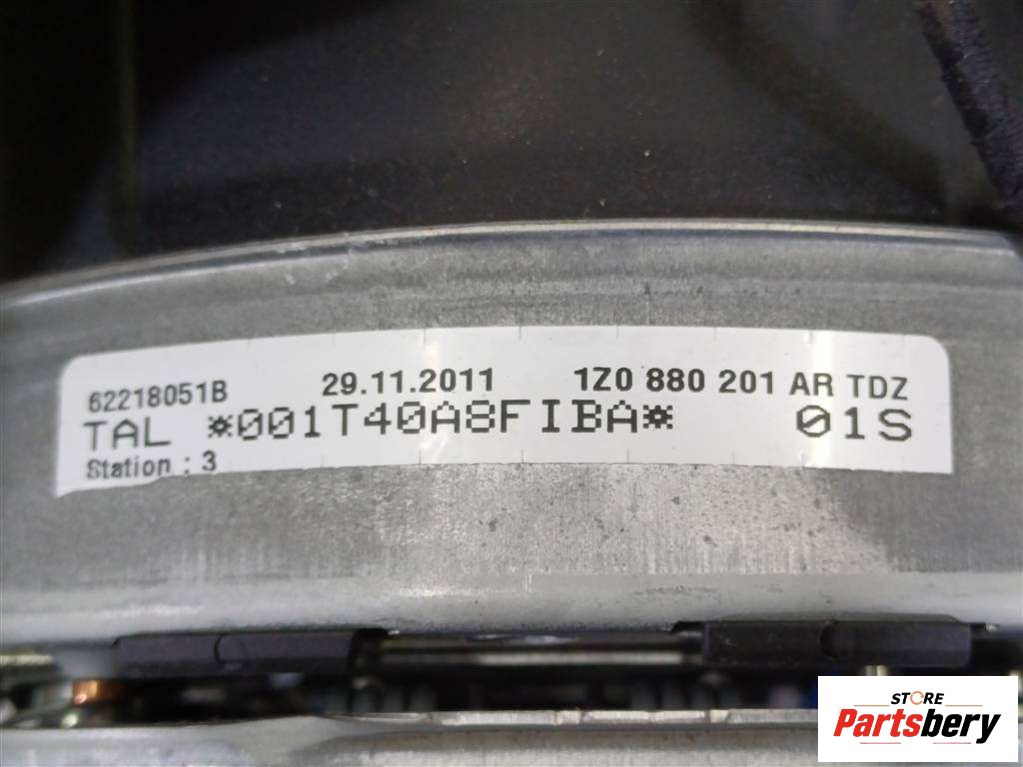 62218051B 29.11.2011 1Z0 880 201 AR TDZ
TAL *001T40A8FIBA* 01S
Station : 3
STORE
Partsbery